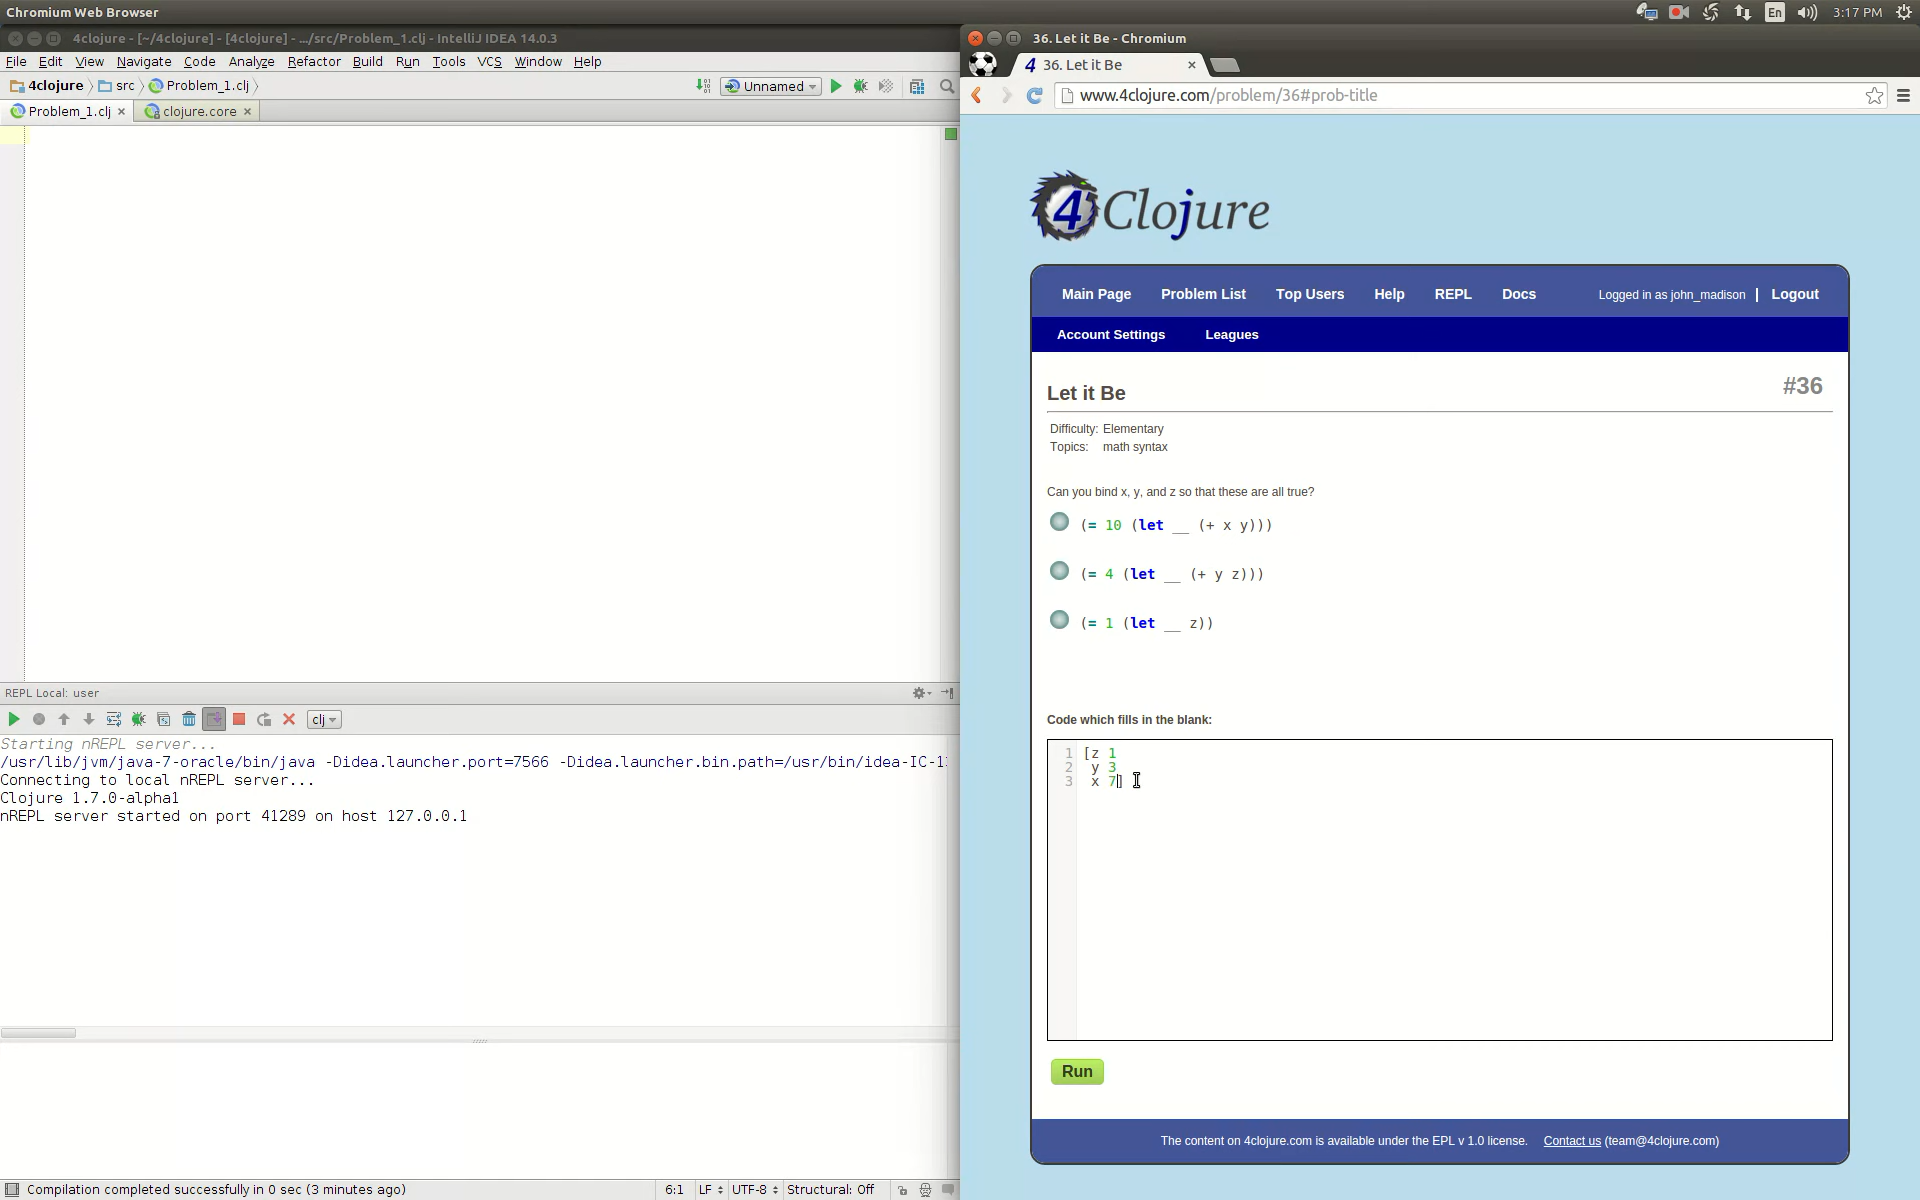 Chromium Web Browser
En
3:17 PM
4clojure - [~/4clojure] - [4clojure] - .../src/Problem_1.clj - IntelliJ IDEA 14.0.3
File Edit View Navigate Code Analyze Refactor Build Run Tools VCS Window Help
4clojure src Problem_1.clj
Unnamed
Problem_1.clj
clojure.core
REPL Local: user
clj
Starting nREPL server...
/usr/lib/jvm/java-7-oracle/bin/java -Didea.launcher.port=7566 -Didea.launcher.bin.path=/usr/bin/idea-IC-1
Connecting to local nREPL server...
Clojure 1.7.0-alpha1
nREPL server started on port 41289 on host 127.0.0.1
Compilation completed successfully in 0 sec (3 minutes ago)
6:1
LF
UTF-8
Structural: Off
36. Let it Be - Chromium
4 36. Let it Be
www.4clojure.com/problem/36#prob-title
4Clojure
Main Page Problem List Top Users Help REPL Docs
Logged in as john_madison | Logout
Account Settings Leagues
Let it Be
#36
Difficulty: Elementary
Topics: math syntax
Can you bind x, y, and z so that these are all true?
(= 10 (let __ (+ x y)))
(= 4 (let __ (+ y z)))
(= 1 (let __ z))
Code which fills in the blank:
1 [z 1
2 y 3
3 x 7]
Run
The content on 4clojure.com is available under the EPL v 1.0 license. Contact us (team@4clojure.com)